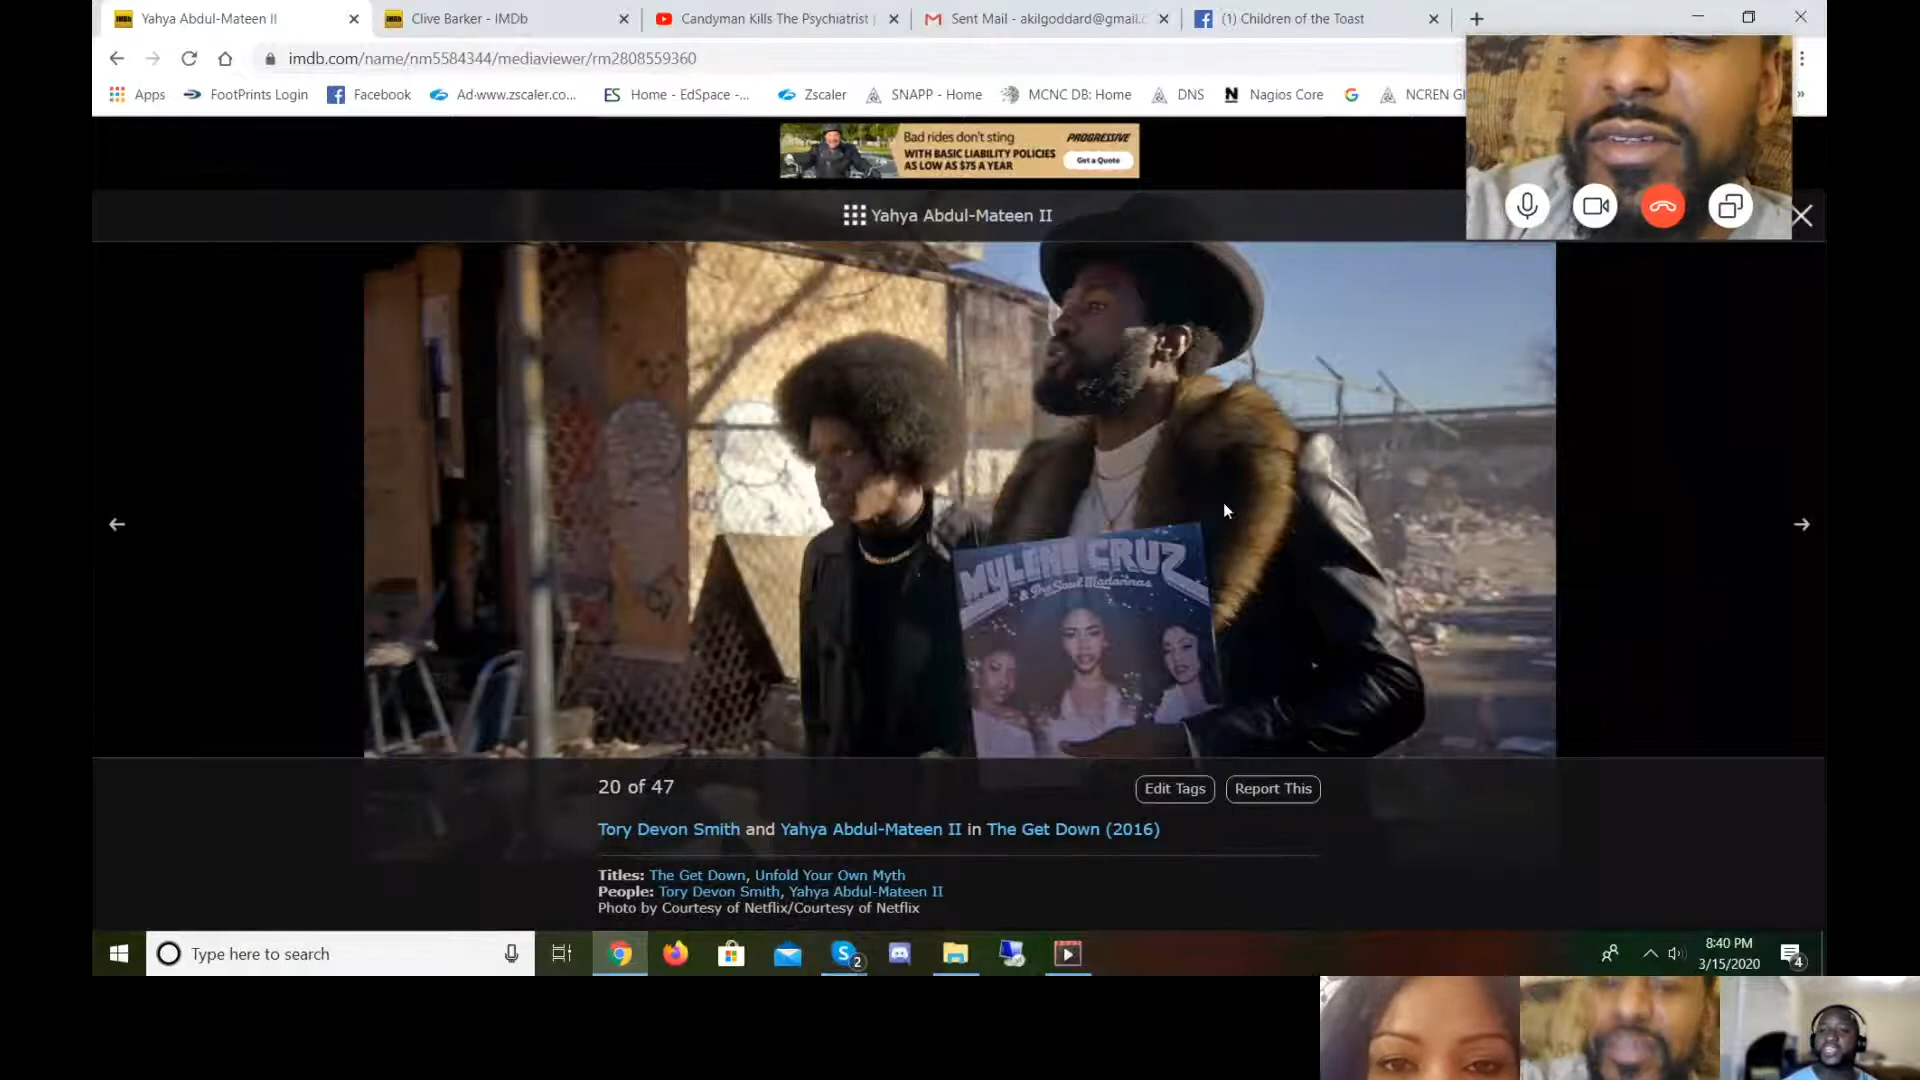 Yahya Abdul-Mateen II
Clive Barker - IMDb
Candyman Kills The Psychiatrist
Sent Mail - akilgoddard@gmail.c
(1) Children of the Toast
imdb.com/name/nm5584344/mediaviewer/rm2808559360
Apps
FootPrints Login
Facebook
Ad·www.zscaler.co...
ES
Home - EdSpace -...
Zscaler
SNAPP - Home
MCNC DB: Home
DNS
N
Nagios Core
G
NCREN GI
»
Bad rides don't sting
WITH BASIC LIABILITY POLICIES
AS LOW AS $75 A YEAR
PROGRESSIVE
Get a Quote
Yahya Abdul-Mateen II
MYLENE CRUZ
& The Soul Madonnas
20 of 47
Edit Tags
Report This
Tory Devon Smith and Yahya Abdul-Mateen II in The Get Down (2016)
Titles: The Get Down, Unfold Your Own Myth
People: Tory Devon Smith, Yahya Abdul-Mateen II
Photo by Courtesy of Netflix/Courtesy of Netflix
Type here to search
S
2
8:40 PM
3/15/2020
4